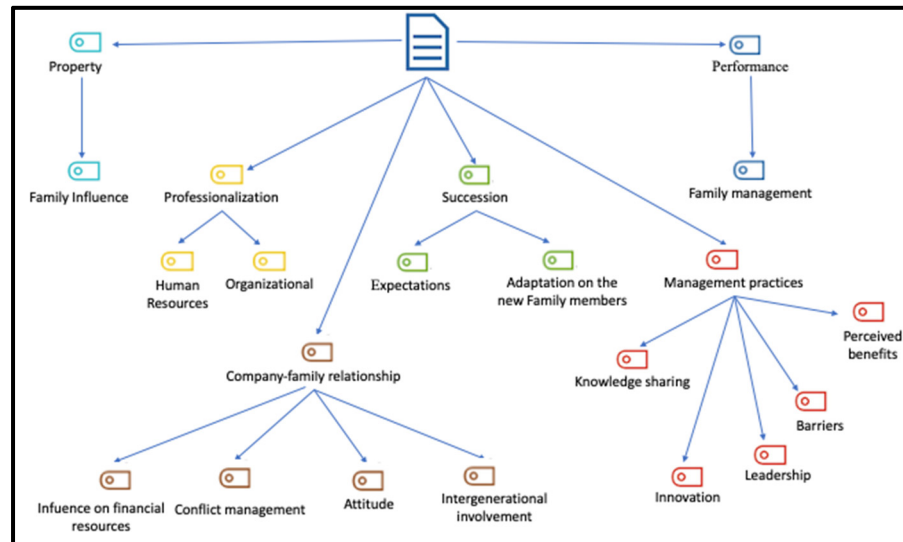 Property
Performance
Family Influence
Professionalization
Succession
Family management
Human
Resources
Organizational
Expectations
Adaptation on the
new Family members
Management practices
Perceived
benefits
Company-family relationship
Knowledge sharing
Barriers
Infuence on financial
resources
Conflict management
Attitude
Intergenerational
involvement
Innovation
Leadership